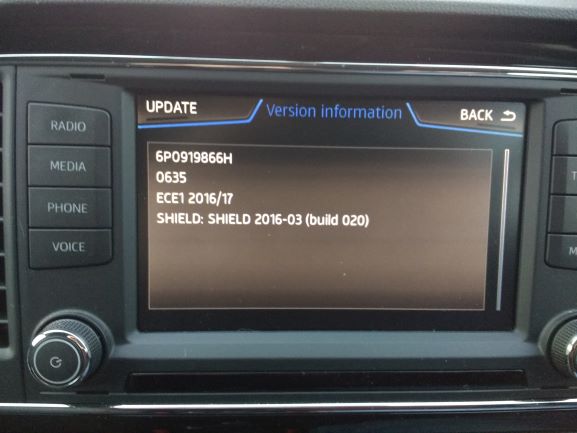 UPDATE Version information BACK
6P0919866H
0635
ECE1 2016/17
SHIELD: SHIELD 2016-03 (build 020)
RADIO
MEDIA
PHONE
VOICE